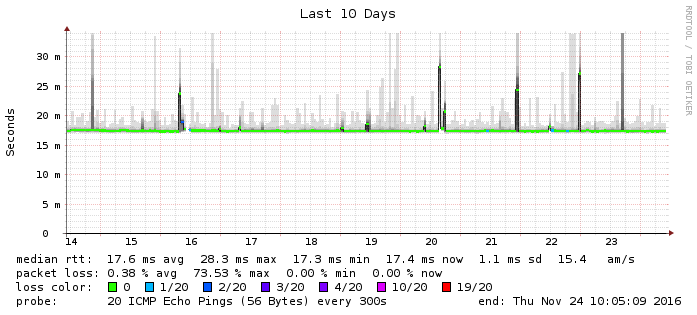 Last 10 Days
RRDTOOL / TOBI OETIKER
Seconds
30 m
25 m
20 m
15 m
10 m
5 m
0
14 15 16 17 18 19 20 21 22 23
median rtt: 17.6 ms avg 28.3 ms max 17.3 ms min 17.4 ms now 1.1 ms sd 15.4 am/s
packet loss: 0.38 % avg 73.53 % max 0.00 % min 0.00 % now
loss color: 0 1/20 2/20 3/20 4/20 10/20 19/20
probe: 20 ICMP Echo Pings (56 Bytes) every 300s end: Thu Nov 24 10:05:09 2016